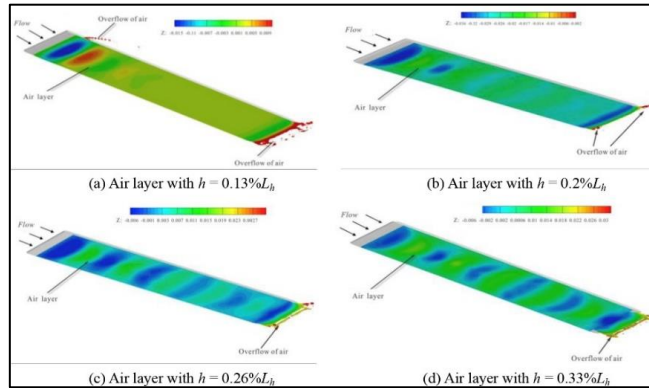 Flow
Overflow of air
Z:
Air layer
Overflow of air
(a) Air layer with h = 0.13%Lh
Flow
Z:
Air layer
Overflow of air
(b) Air layer with h = 0.2%Lh
Flow
Z:
Air layer
Overflow of air
(c) Air layer with h = 0.26%Lh
Flow
Z:
Air layer
Overflow of air
(d) Air layer with h = 0.33%Lh